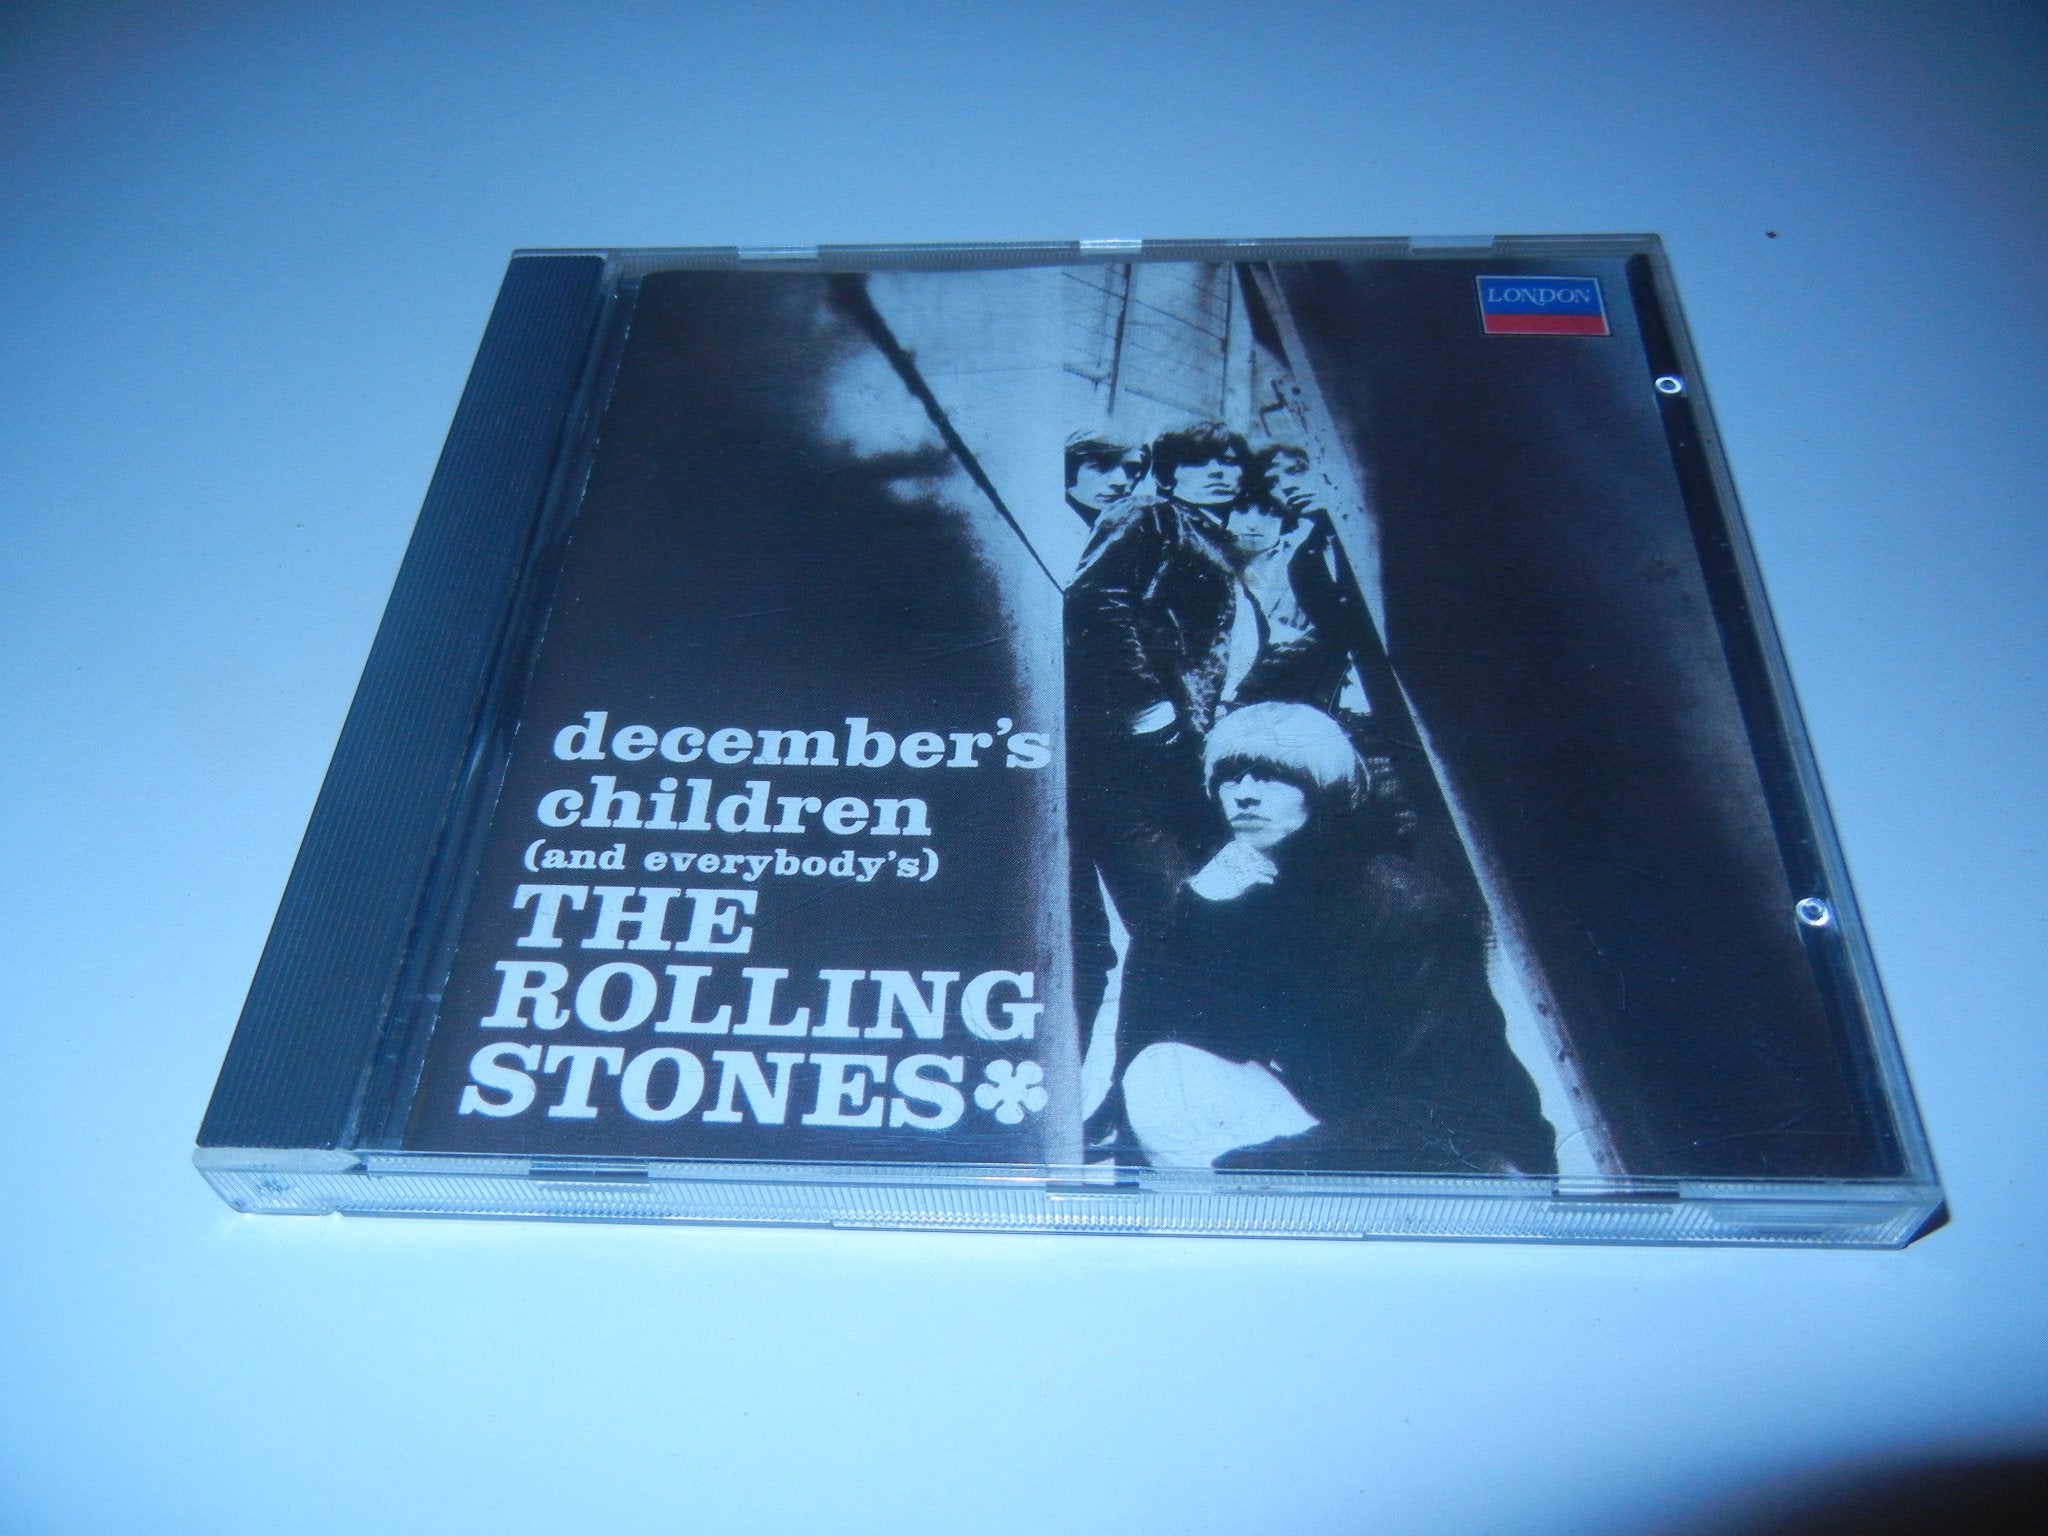 LONDON
december's
children
(and everybody's)
THE
ROLLING
STONES